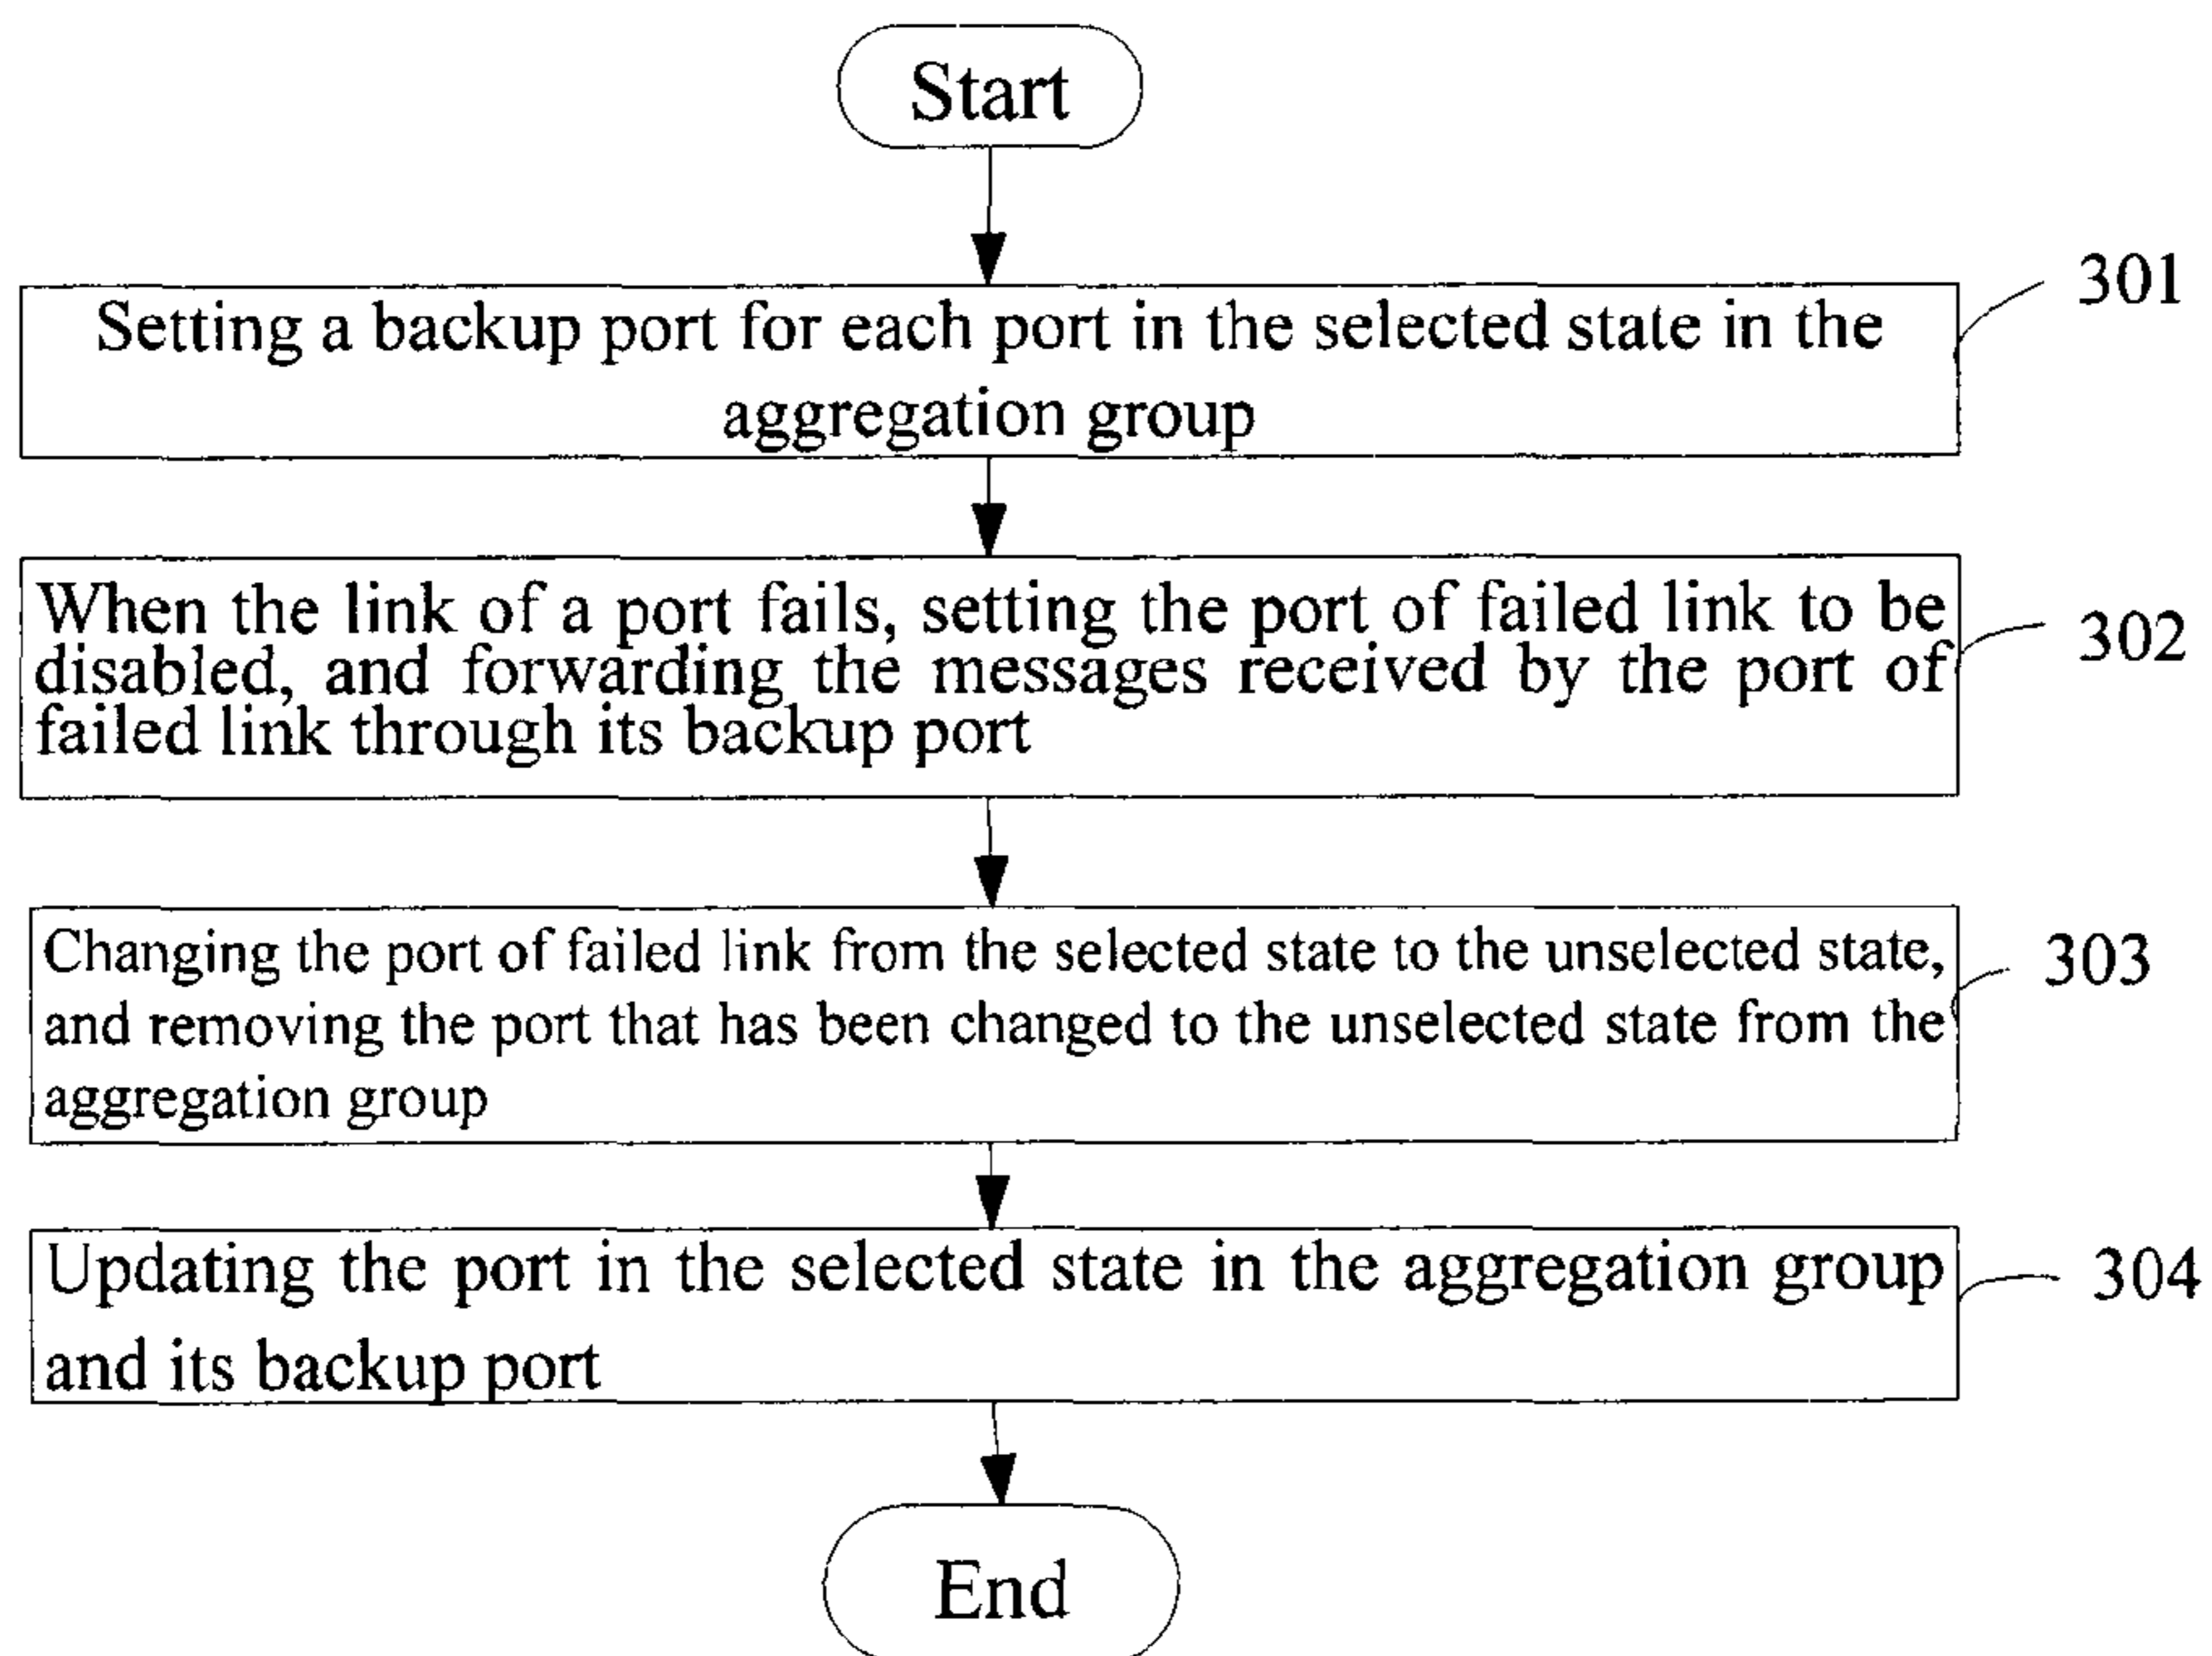 Start
301
Setting a backup port for each port in the selected state in the
aggregation group
When the link of a port fails, setting the port of failed link to be
302
disabled, and forwarding the messages received by the port of
failed link through its backup port
Changing the port of failed link from the selected state to the unselected state,
303
and removing the port that has been changed to the unselected state from the
aggregation group
Updating the port in the selected state in the aggregation group
304
and its backup port
End